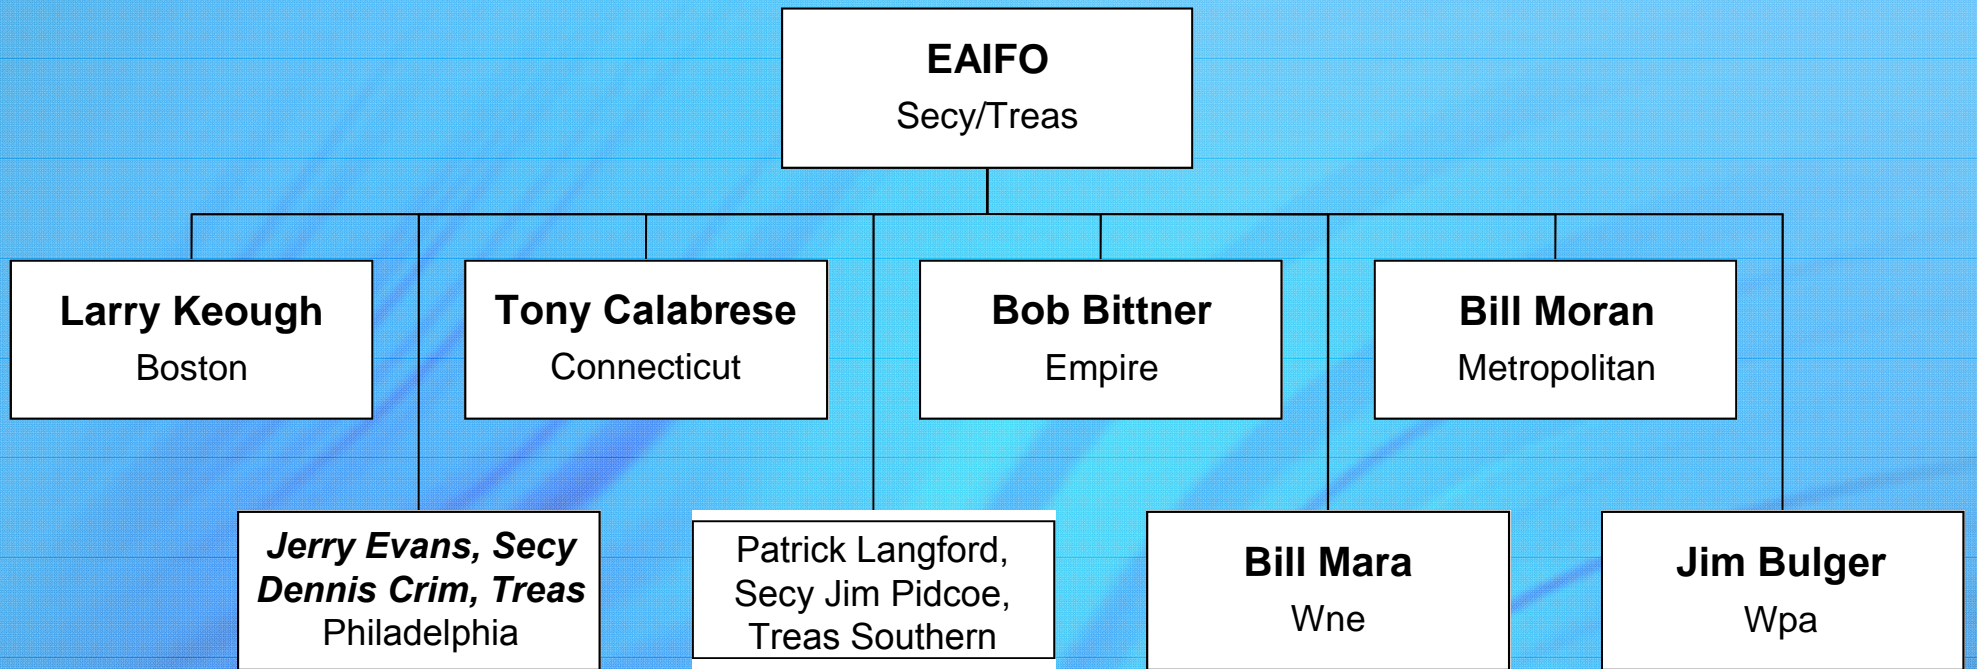 EAIFO
Secy/Treas
Larry Keough
Boston
Tony Calabrese
Connecticut
Bob Bittner
Empire
Bill Moran
Metropolitan
Jerry Evans, Secy
Dennis Crim, Treas
Philadelphia
Patrick Langford,
Secy Jim Pidcoe,
Treas Southern
Bill Mara
Wne
Jim Bulger
Wpa